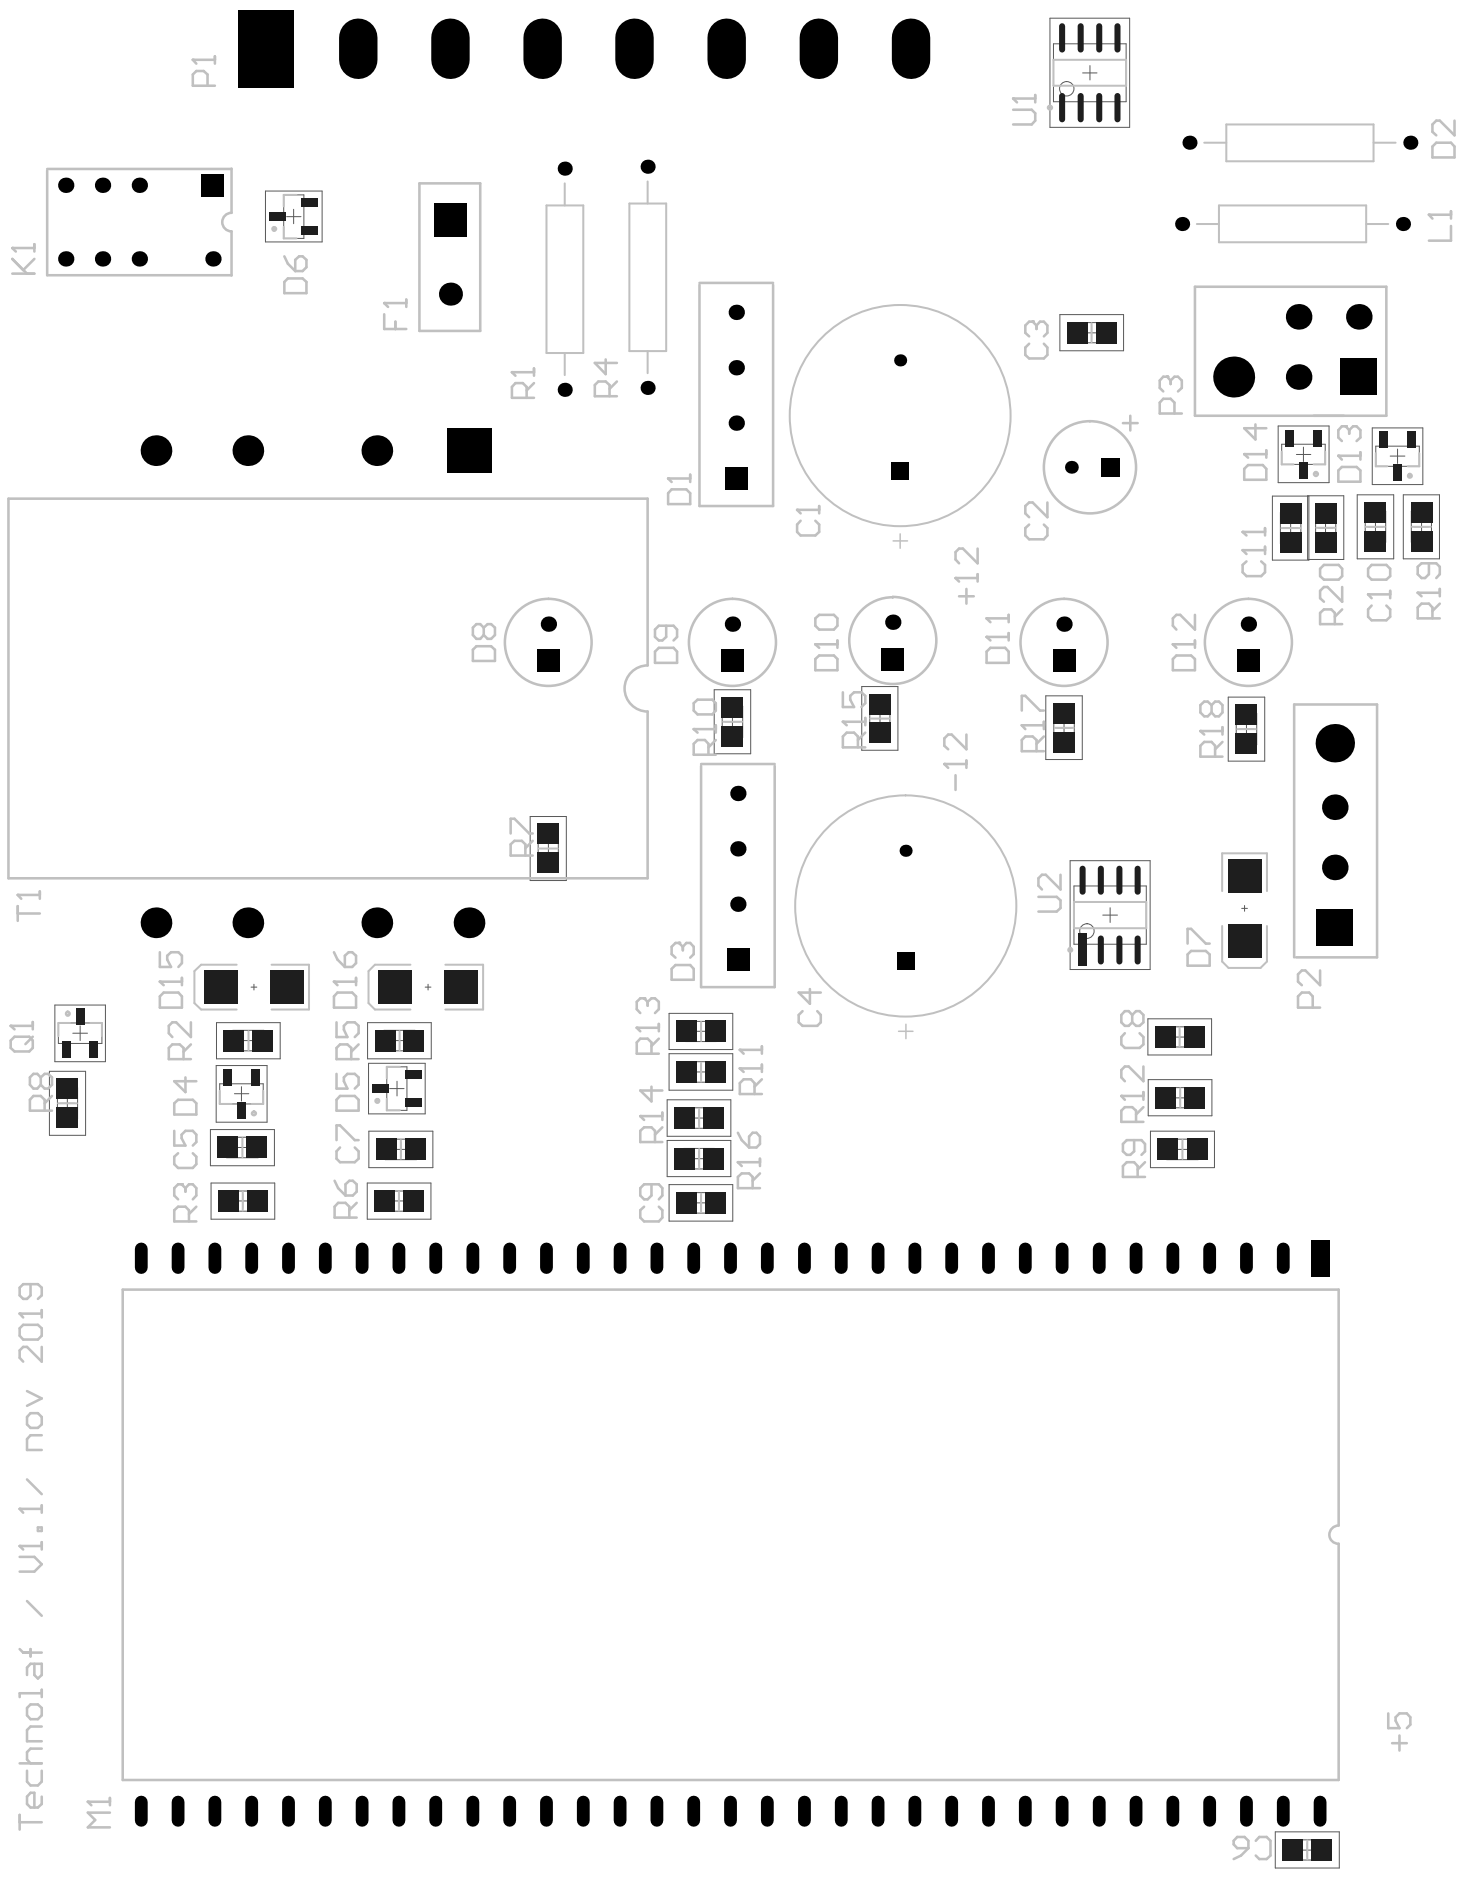 P1
U1
D2
L1
K1
D6
F1
R1
R4
C3
P3
D1
C1
+
C2
+
D14
D13
C11
R20
C10
R19
+12
D8
D9
D10
D11
D12
R10
R15
R17
R18
-12
R7
T1
D3
C4
+
U2
D7
P2
D15
D16
Q1
R2
R5
R13
R11
C8
R8
D4
D5
R14
R12
C5
C7
R16
R9
R3
R6
C9
Technolaf / V1.1/ nov 2019
M1
+5
C6